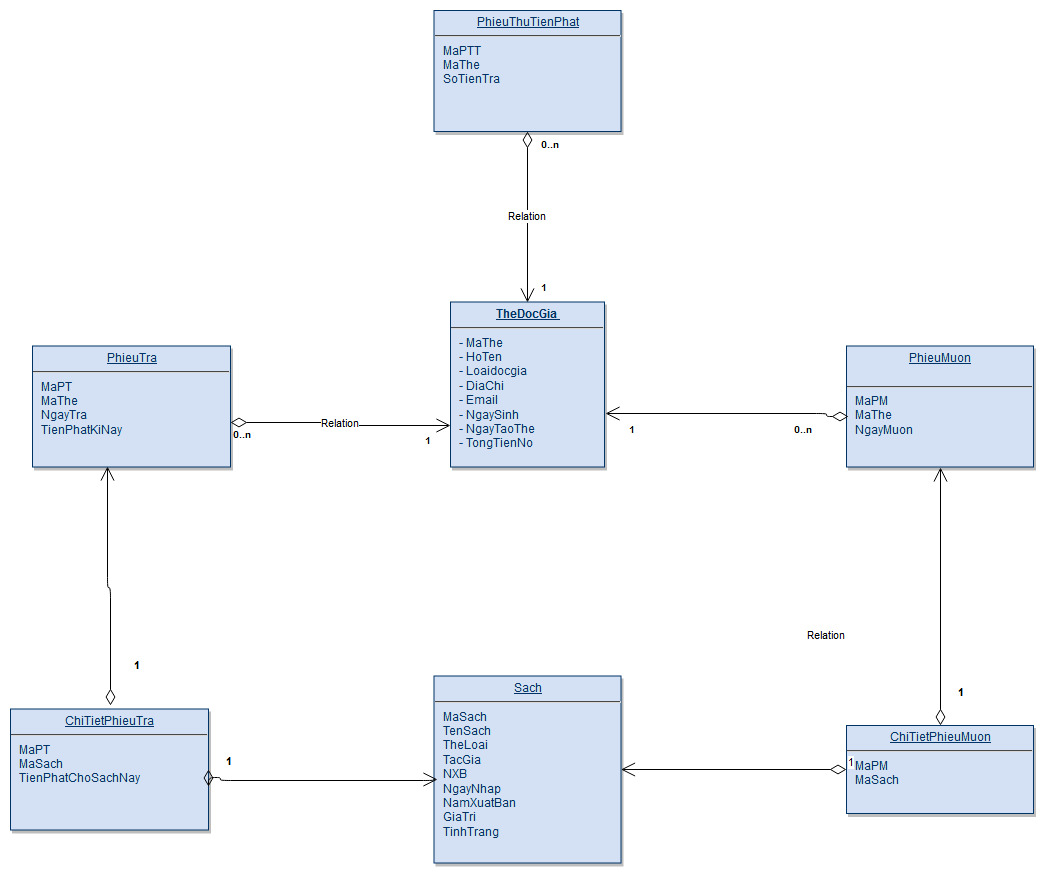 PhieuThuTienPhat
MaPTT
MaThe
SoTienTra
0..n
Relation
1
TheDocGia
- MaThe
- HoTen
- Loaidocgia
- DiaChi
- Email
- NgaySinh
- NgayTaoThe
- TongTienNo
PhieuTra
MaPT
MaThe
NgayTra
TienPhatKiNay
0..n
Relation
1
PhieuMuon
MaPM
MaThe
NgayMuon
1
0..n
Relation
1
1
ChiTietPhieuTra
MaPT
MaSach
TienPhatChoSachNay
1
Sach
MaSach
TenSach
TheLoai
TacGia
NXB
NgayNhap
NamXuatBan
GiaTri
TinhTrang
ChiTietPhieuMuon
1
MaPM
MaSach